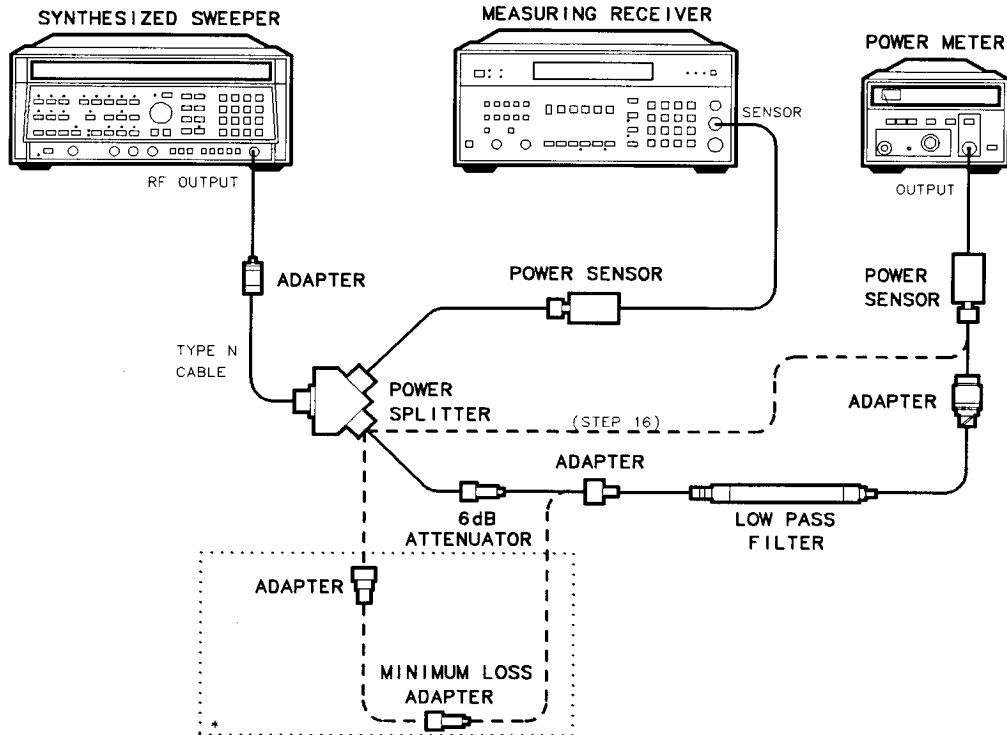 SYNTHESIZED SWEEPER
MEASURING RECEIVER
POWER METER
SENSOR
RF OUTPUT
OUTPUT
ADAPTER
POWER SENSOR
POWER
SENSOR
TYPE N
CABLE
POWER
SPLITTER
ADAPTER
(STEP 16)
ADAPTER
6dB
ATTENUATOR
LOW PASS
FILTER
ADAPTER
MINIMUM LOSS
ADAPTER
*